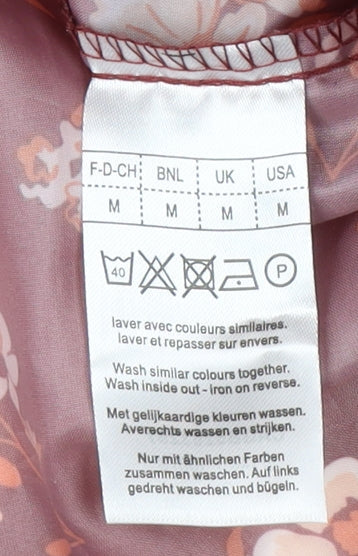 F-D-CH BNL UK USA
M M M M
40 P
laver avec couleurs similaires.
laver et repasser sur envers.
Wash similar colours together.
Wash inside out - iron on reverse.
Met gelijkaardige kleuren wassen.
Averechts wassen en strijken.
Nur mit ähnlichen Farben
zusammen waschen. Auf links
gedreht waschen und bügeln.